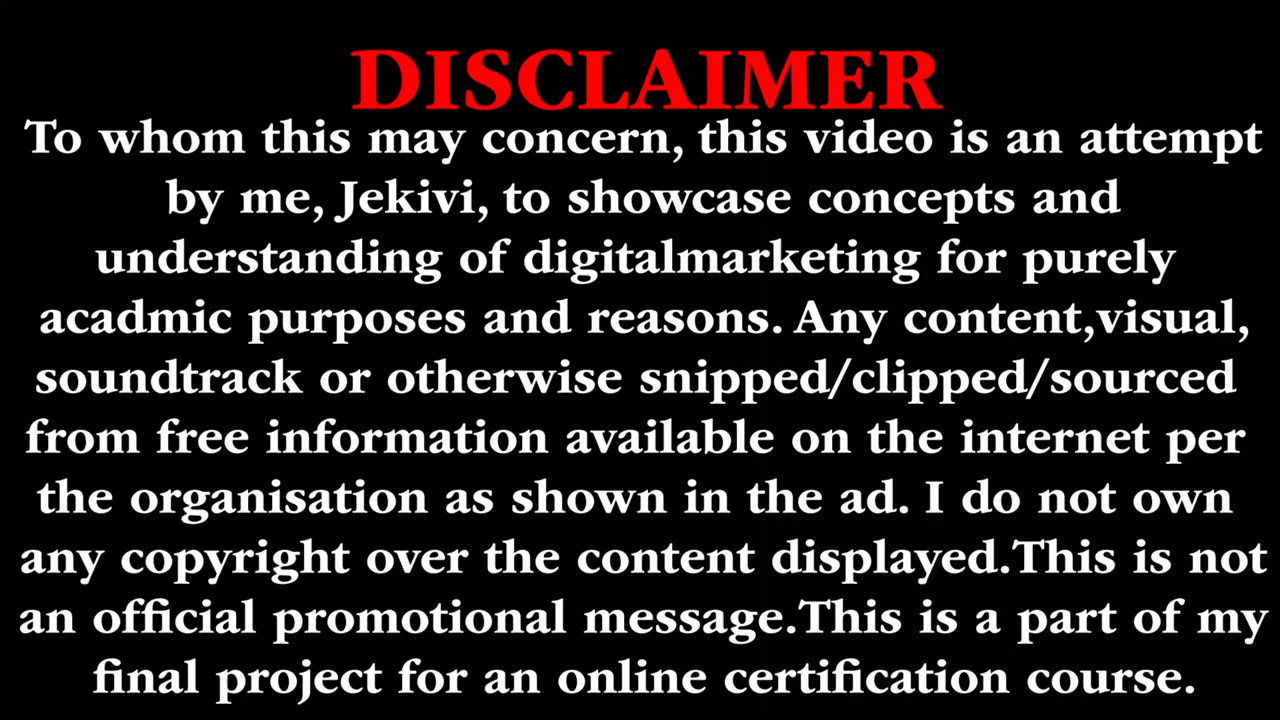 DISCLAIMER
To whom this may concern, this video is an attempt
by me, Jekivi, to showcase concepts and
understanding of digitalmarketing for purely
acadmic purposes and reasons. Any content,visual,
soundtrack or otherwise snipped/clipped/sourced
from free information available on the internet per
the organisation as shown in the ad. I do not own
any copyright over the content displayed.This is not
an official promotional message.This is a part of my
final project for an online certification course.